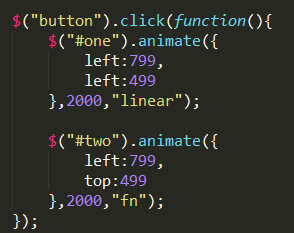 $("button").click(function(){
    $("#one").animate({
        left:799,
        left:499
    },2000,"linear");

    $("#two").animate({
        left:799,
        top:499
    },2000,"fn");
});